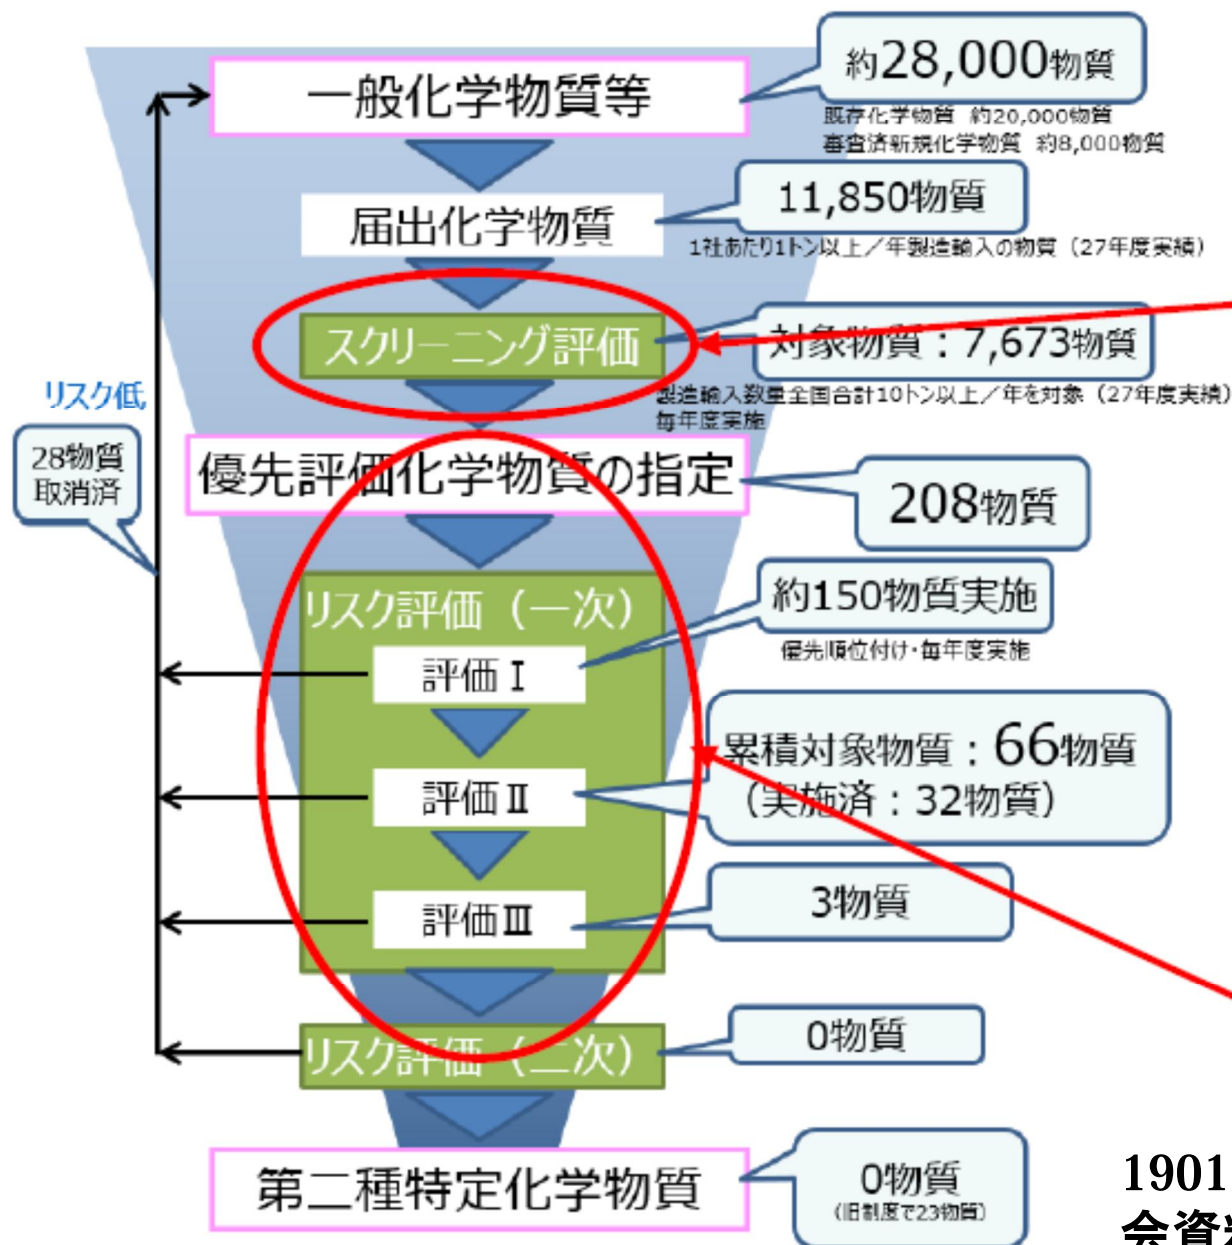 一般化学物質等
約28,000物質
既存化学物質 約20,000物質
審査済新規化学物質 約8,000物質
届出化学物質
11,850物質
1社あたり1トン以上／年製造輸入の物質（27年度実績）
スクリーニング評価
対象物質：7,673物質
製造輸入数量全国合計10トン以上／年を対象（27年度実績）
毎年度実施
リスク低
28物質
取消済
優先評価化学物質の指定
208物質
リスク評価（一次）
約150物質実施
優先順位付け・毎年度実施
評価Ⅰ
累積対象物質：66物質
（実施済：32物質）
評価Ⅱ
評価Ⅲ
3物質
リスク評価（二次）
0物質
第二種特定化学物質
0物質
（旧制度で23物質）
1901
会資